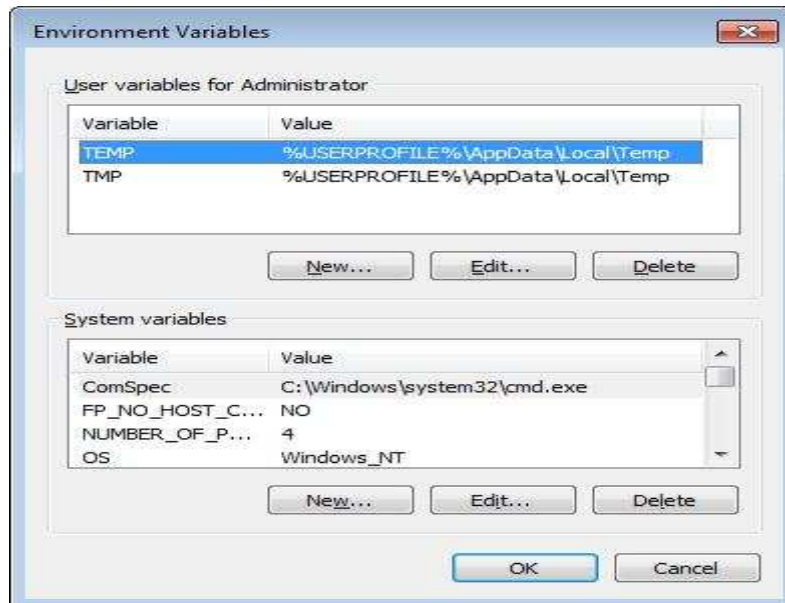 Environment Variables
User variables for Administrator
Variable Value
TEMP %USERPROFILE%\AppData\Local\Temp
TMP %USERPROFILE%\AppData\Local\Temp
New... Edit... Delete
System variables
Variable Value
ComSpec C:\Windows\system32\cmd.exe
FP_NO_HOST_C... NO
NUMBER_OF_P... 4
OS Windows_NT
New... Edit... Delete
OK Cancel